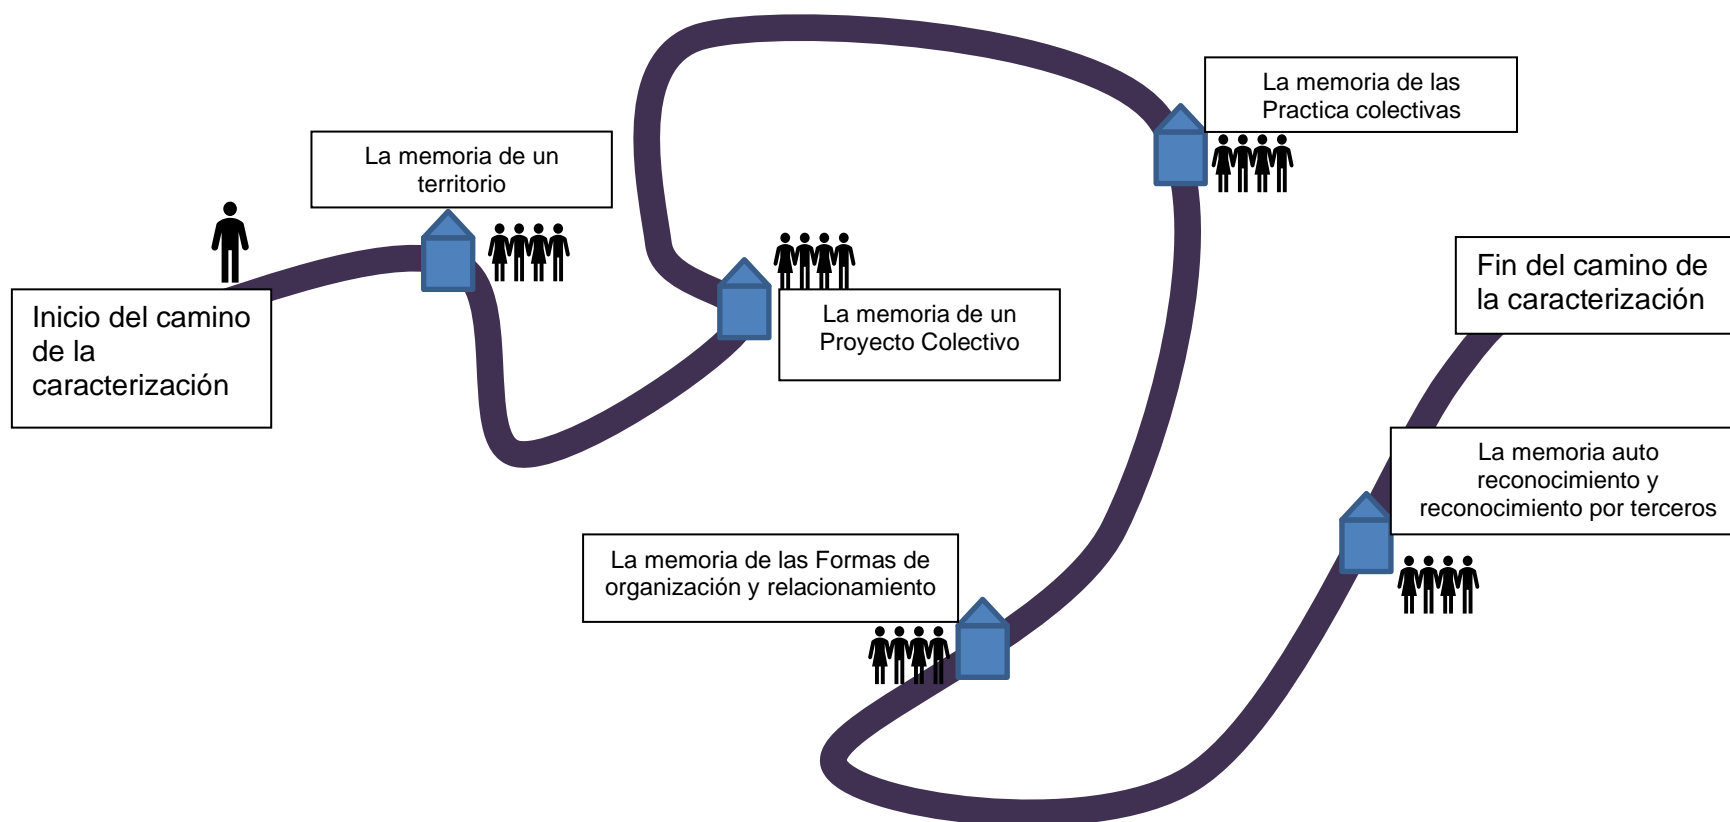 Inicio del camino
de la
caracterización
La memoria de un
territorio
La memoria de un
Proyecto Colectivo
La memoria de las
Practica colectivas
La memoria de las Formas de
organización y relacionamiento
La memoria auto
reconocimiento y
reconocimiento por terceros
Fin del camino de
la caracterización